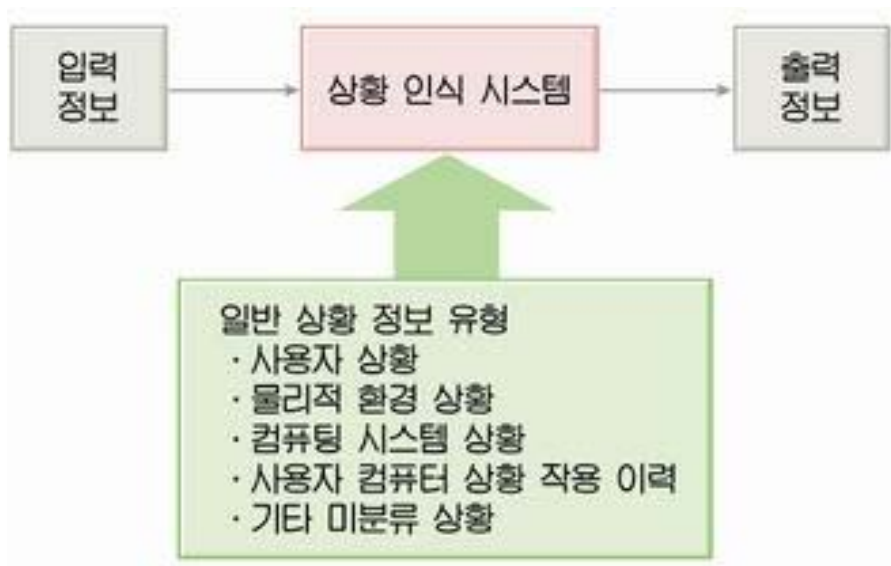 입력
정보
상황 인식 시스템
출력
정보
일반 상황 정보 유형
· 사용자 상황
· 물리적 환경 상황
· 컴퓨팅 시스템 상황
· 사용자 컴퓨터 상황 작용 이력
· 기타 미분류 상황